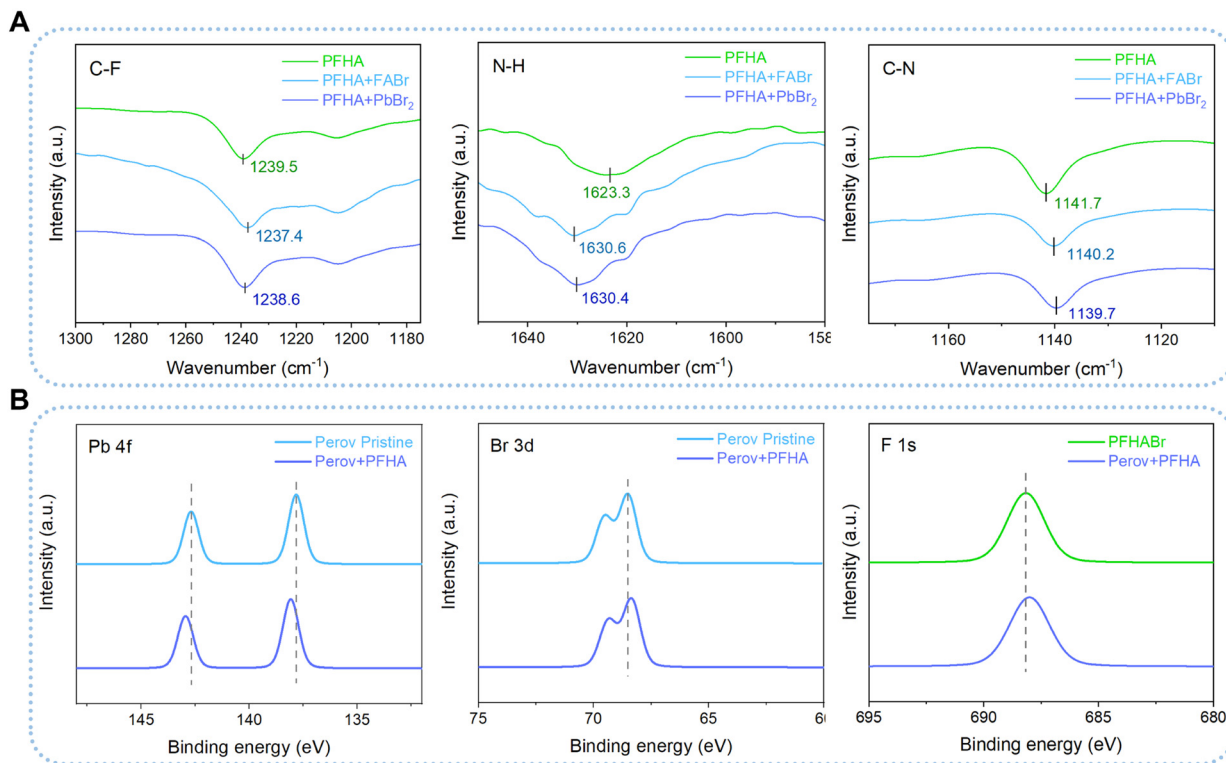 A
C-F
PFHA
PFHA+FABr
PFHA+PbBr₂
1239.5
1237.4
1238.6
1300 1280 1260 1240 1220 1200 1180
Wavenumber (cm⁻¹)
Intensity (a.u.)
N-H
PFHA
PFHA+FABr
PFHA+PbBr₂
1623.3
1630.6
1630.4
1640 1620 1600 158
Wavenumber (cm⁻¹)
Intensity (a.u.)
C-N
PFHA
PFHA+FABr
PFHA+PbBr₂
1141.7
1140.2
1139.7
1160 1140 1120
Wavenumber (cm⁻¹)
Intensity (a.u.)
B
Pb 4f
Perov Pristine
Perov+PFHA
145 140 135
Binding energy (eV)
Intensity (a.u.)
Br 3d
Perov Pristine
Perov+PFHA
75 70 65 60
Binding energy (eV)
Intensity (a.u.)
F 1s
PFHABr
Perov+PFHA
695 690 685 680
Binding energy (eV)
Intensity (a.u.)